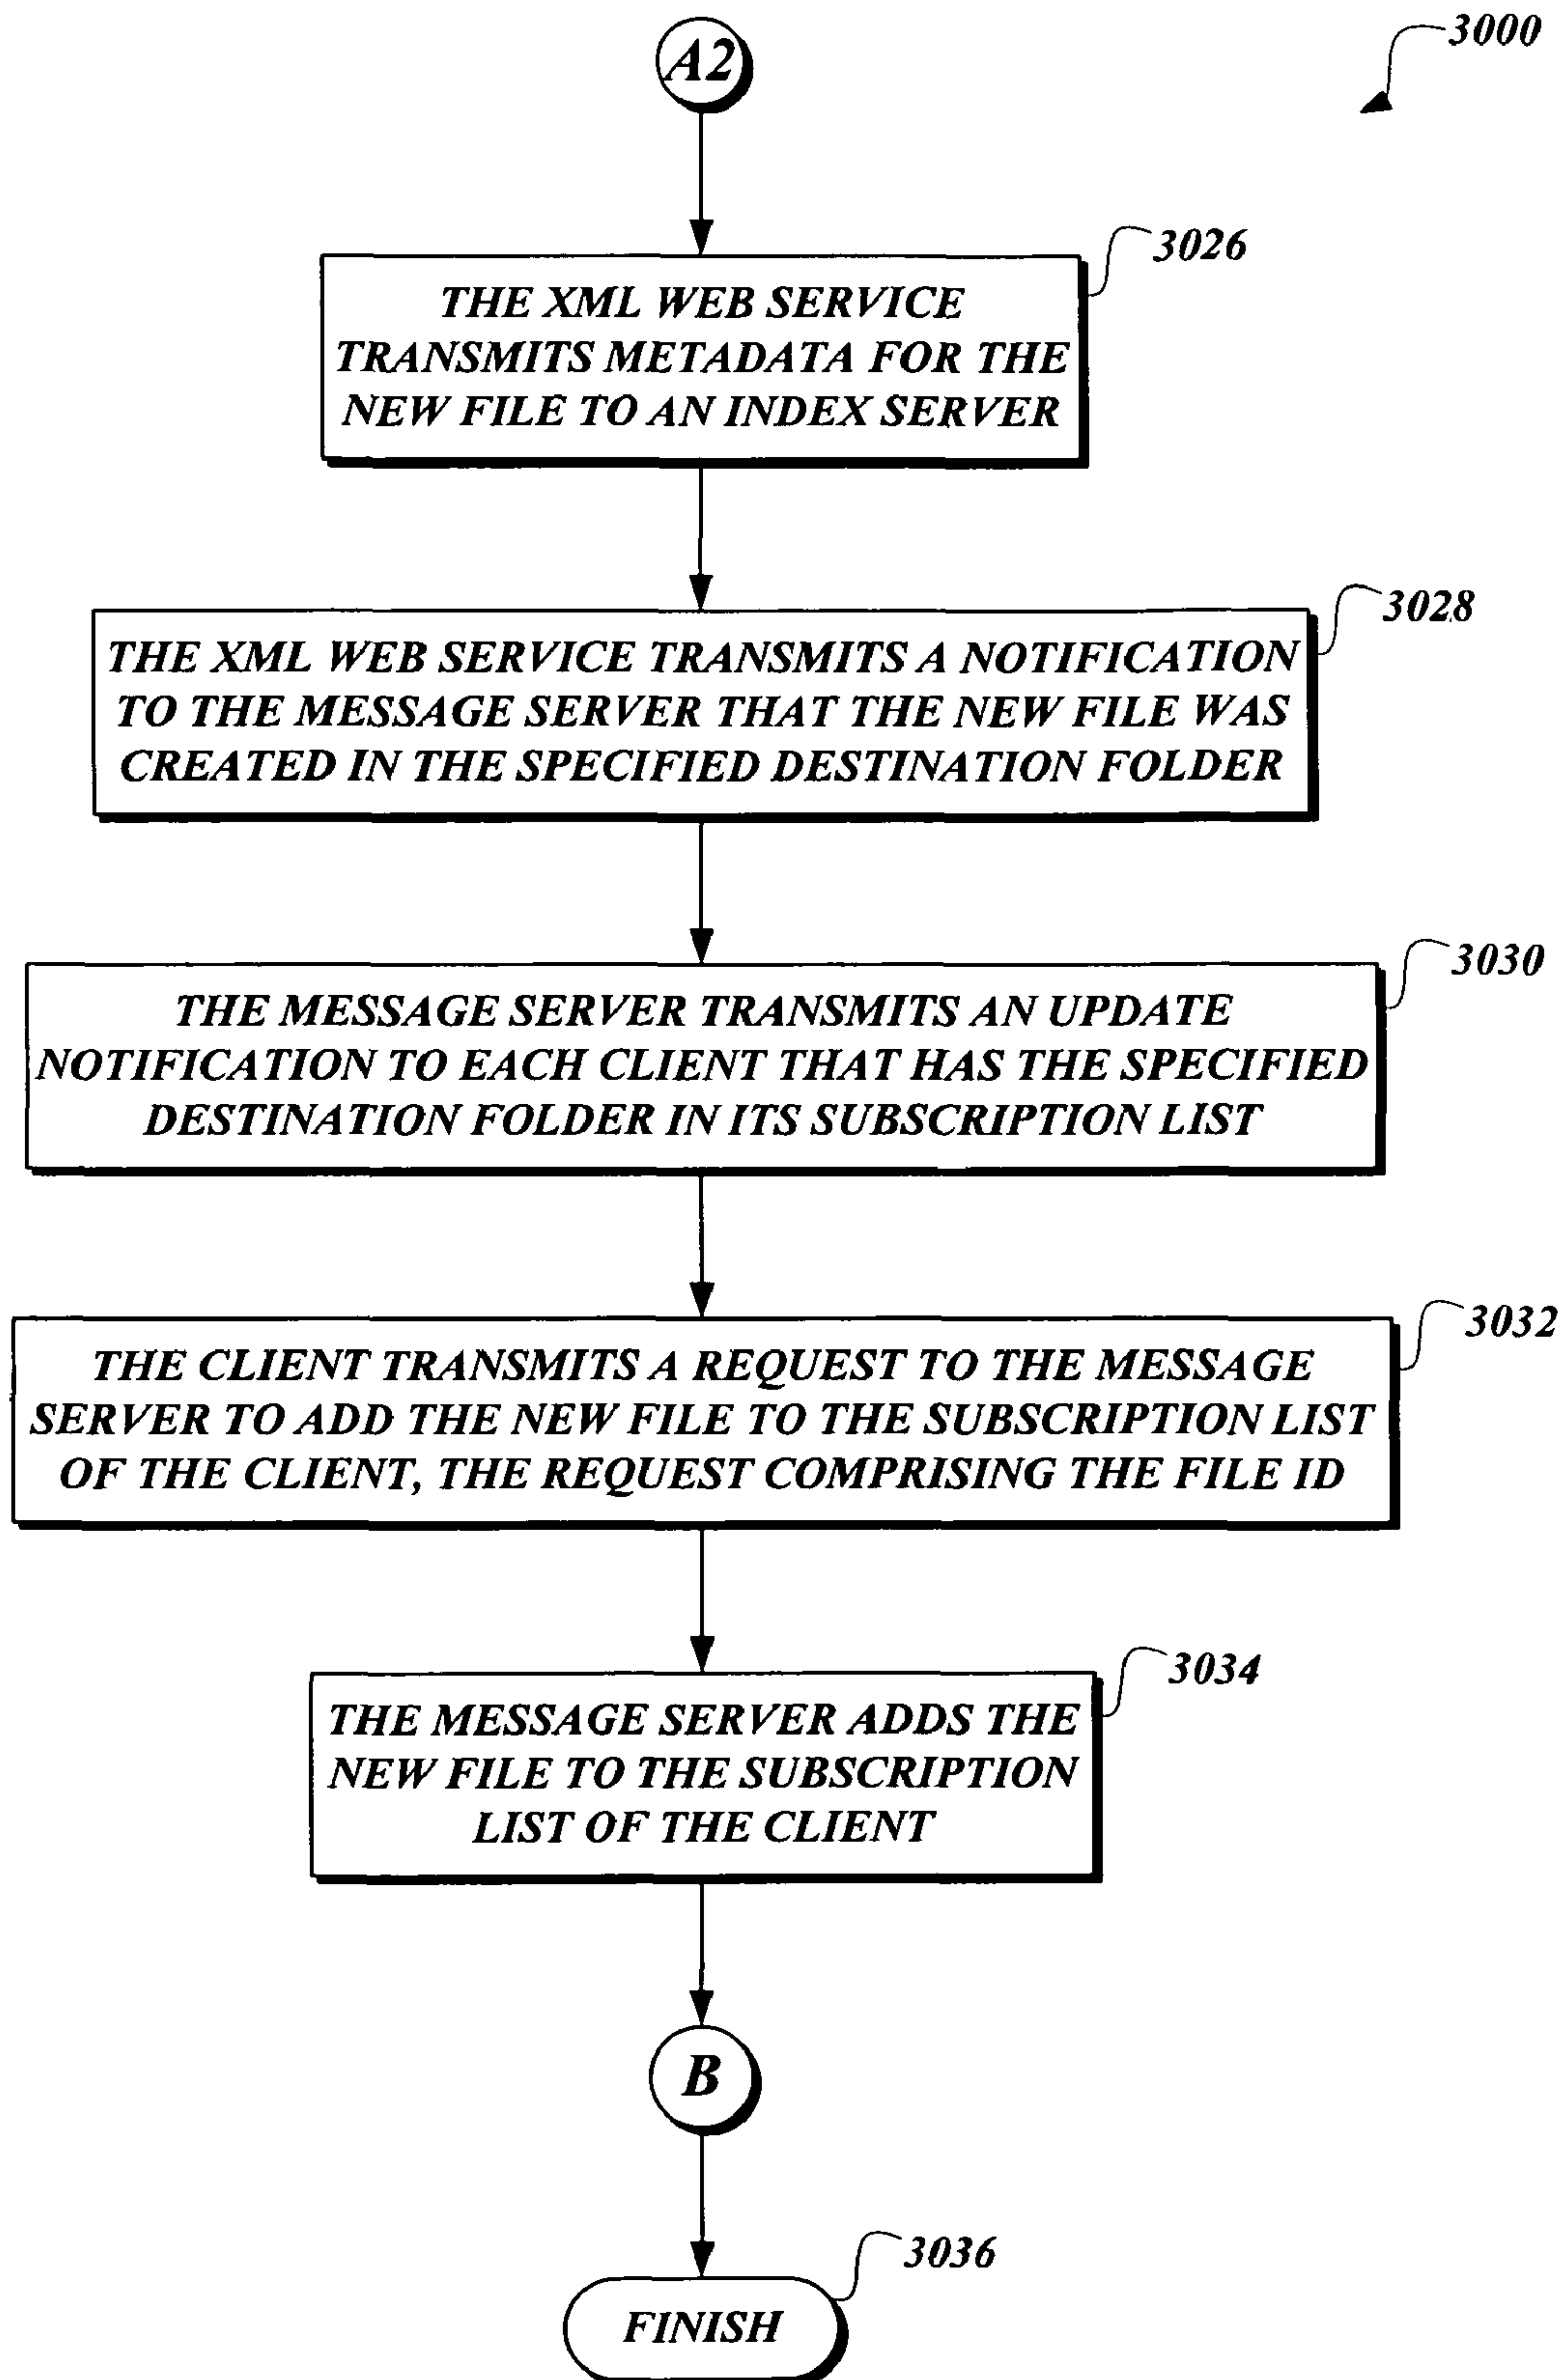 A2
3000
3026
THE XML WEB SERVICE
TRANSMITS METADATA FOR THE
NEW FILE TO AN INDEX SERVER
3028
THE XML WEB SERVICE TRANSMITS A NOTIFICATION
TO THE MESSAGE SERVER THAT THE NEW FILE WAS
CREATED IN THE SPECIFIED DESTINATION FOLDER
3030
THE MESSAGE SERVER TRANSMITS AN UPDATE
NOTIFICATION TO EACH CLIENT THAT HAS THE SPECIFIED
DESTINATION FOLDER IN ITS SUBSCRIPTION LIST
3032
THE CLIENT TRANSMITS A REQUEST TO THE MESSAGE
SERVER TO ADD THE NEW FILE TO THE SUBSCRIPTION LIST
OF THE CLIENT, THE REQUEST COMPRISING THE FILE ID
3034
THE MESSAGE SERVER ADDS THE
NEW FILE TO THE SUBSCRIPTION
LIST OF THE CLIENT
B
3036
FINISH